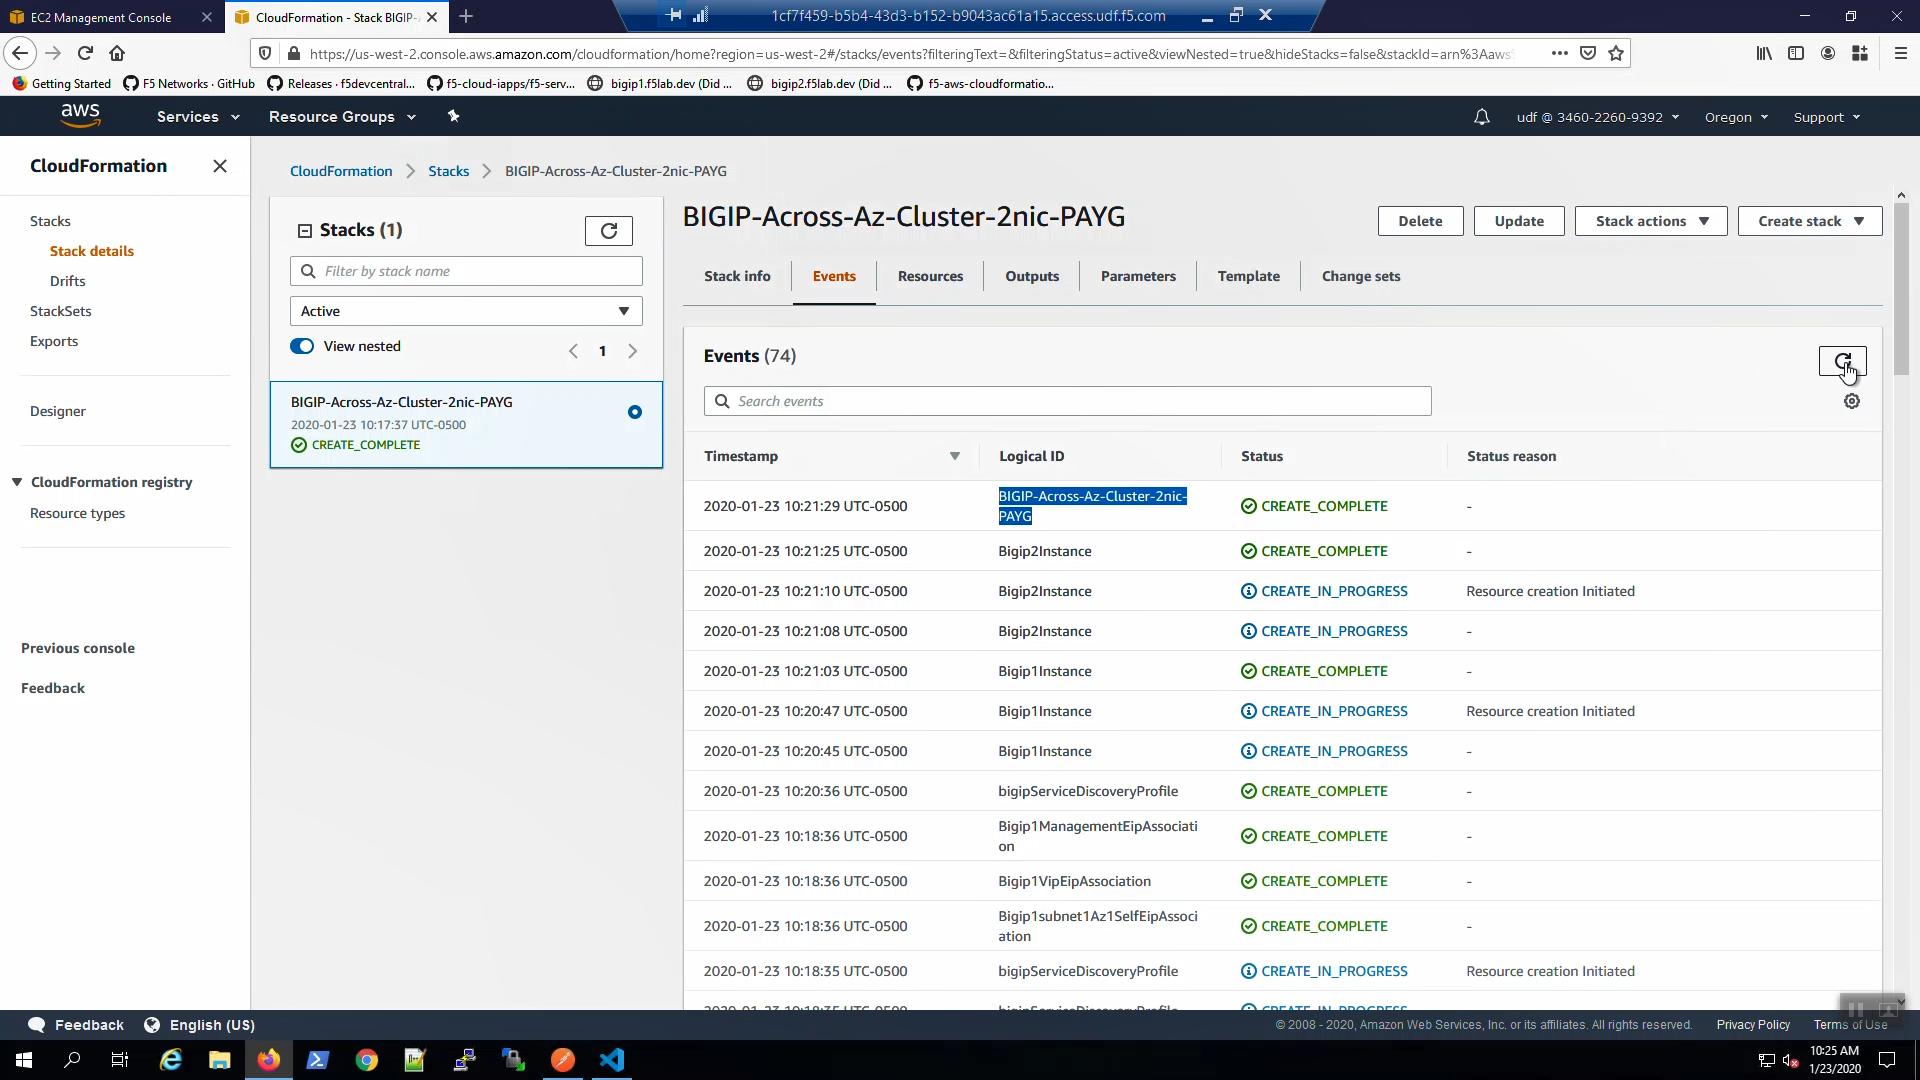 EC2 Management Console
CloudFormation - Stack BIGIP-
1cf7f459-b5b4-43d3-b152-b9043ac61a15.access.udf.f5.com
https://us-west-2.console.aws.amazon.com/cloudformation/home?region=us-west-2#/stacks/events?filteringText=&filteringStatus=active&viewNested=true&hideStacks=false&stackId=arn%3Aaws
Getting Started
F5 Networks · GitHub
Releases · f5devcentral...
f5-cloud-iapps/f5-serv...
bigip1.f5lab.dev (Did ...
bigip2.f5lab.dev (Did ...
f5-aws-cloudformatio...
aws
Services
Resource Groups
udf @ 3460-2260-9392
Oregon
Support
CloudFormation
Stacks
Stack details
Drifts
StackSets
Exports
Designer
CloudFormation registry
Resource types
Previous console
Feedback
CloudFormation
Stacks
BIGIP-Across-Az-Cluster-2nic-PAYG
Stacks (1)
Filter by stack name
Active
View nested
1
BIGIP-Across-Az-Cluster-2nic-PAYG
2020-01-23 10:17:37 UTC-0500
CREATE_COMPLETE
BIGIP-Across-Az-Cluster-2nic-PAYG
Delete
Update
Stack actions
Create stack
Stack info
Events
Resources
Outputs
Parameters
Template
Change sets
Events (74)
Search events
Timestamp Logical ID Status Status reason
2020-01-23 10:21:29 UTC-0500 BIGIP-Across-Az-Cluster-2nic- CREATE_COMPLETE -
PAYG
2020-01-23 10:21:25 UTC-0500 Bigip2Instance CREATE_COMPLETE -
2020-01-23 10:21:10 UTC-0500 Bigip2Instance CREATE_IN_PROGRESS Resource creation Initiated
2020-01-23 10:21:08 UTC-0500 Bigip2Instance CREATE_IN_PROGRESS -
2020-01-23 10:21:03 UTC-0500 Bigip1Instance CREATE_COMPLETE -
2020-01-23 10:20:47 UTC-0500 Bigip1Instance CREATE_IN_PROGRESS Resource creation Initiated
2020-01-23 10:20:45 UTC-0500 Bigip1Instance CREATE_IN_PROGRESS -
2020-01-23 10:20:36 UTC-0500 bigipServiceDiscoveryProfile CREATE_COMPLETE -
2020-01-23 10:18:36 UTC-0500 Bigip1ManagementEipAssociati CREATE_COMPLETE -
on
2020-01-23 10:18:36 UTC-0500 Bigip1VipEipAssociation CREATE_COMPLETE -
2020-01-23 10:18:36 UTC-0500 Bigip1subnet1Az1SelfEipAssoci CREATE_COMPLETE -
ation
2020-01-23 10:18:35 UTC-0500 bigipServiceDiscoveryProfile CREATE_IN_PROGRESS Resource creation Initiated
Feedback
English (US)
© 2008 - 2020, Amazon Web Services, Inc. or its affiliates. All rights reserved.
Privacy Policy
Terms of Use
10:25 AM
1/23/2020